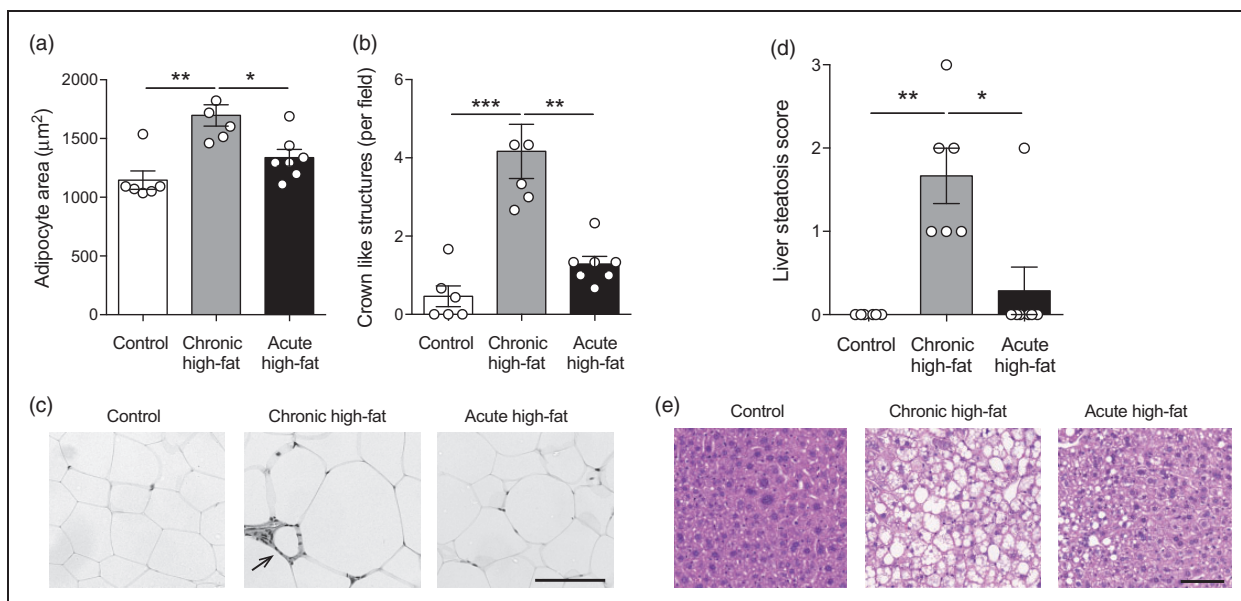 (a)
Adipocyte area (μm²)
2000
1500
1000
500
0
** *
Control Chronic high-fat Acute high-fat
(b)
Crown like structures (per field)
6
4
2
0
*** **
Control Chronic high-fat Acute high-fat
(d)
Liver steatosis score
3
2
1
0
** *
Control Chronic high-fat Acute high-fat
(c)
Control Chronic high-fat Acute high-fat
(e)
Control Chronic high-fat Acute high-fat